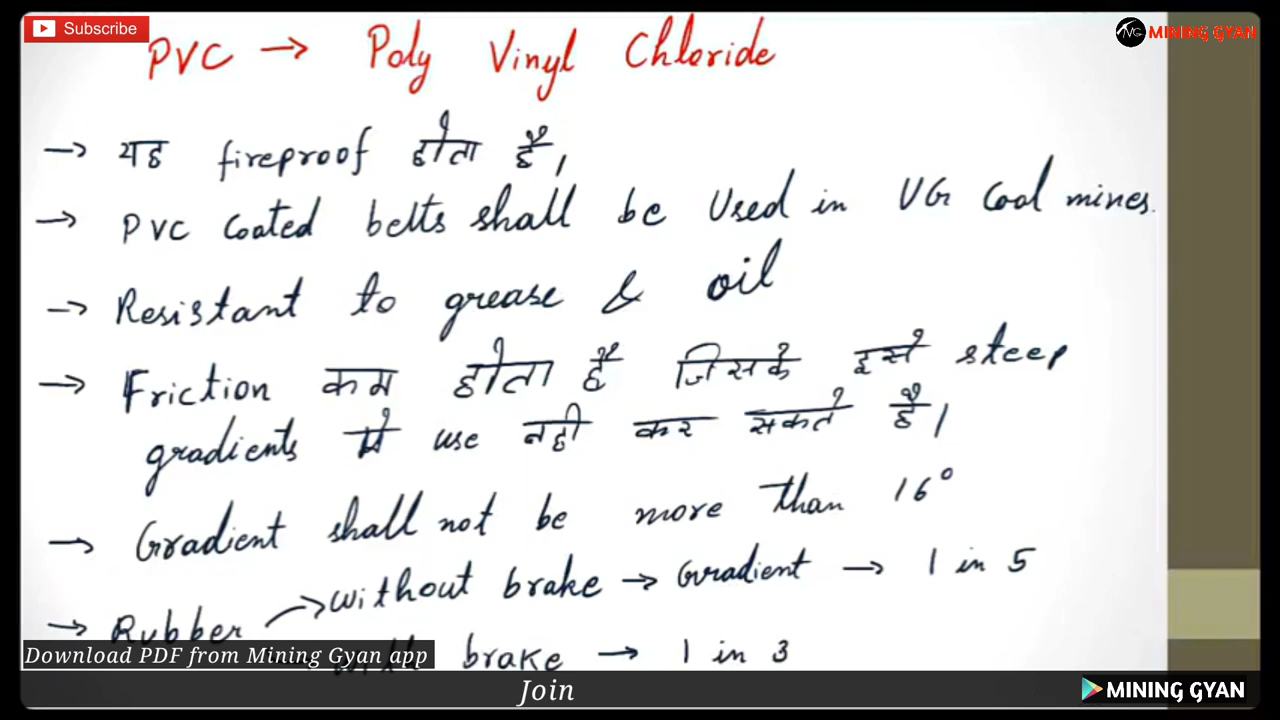 Subscribe
MINING GYAN
PVC → Poly Vinyl Chloride
→ यह fireproof होता है,
→ PVC Coated belts shall be Used in UG Coal mines.
→ Resistant to grease & oil
→ Friction कम होता है जिसके इसे steep
gradients में use नही कर सकते है।
→ Gradient shall not be more than 16°
→ Rubber → without brake → Gradient → 1 in 5
brake → 1 in 3
Download PDF from Mining Gyan app
Join
MINING GYAN